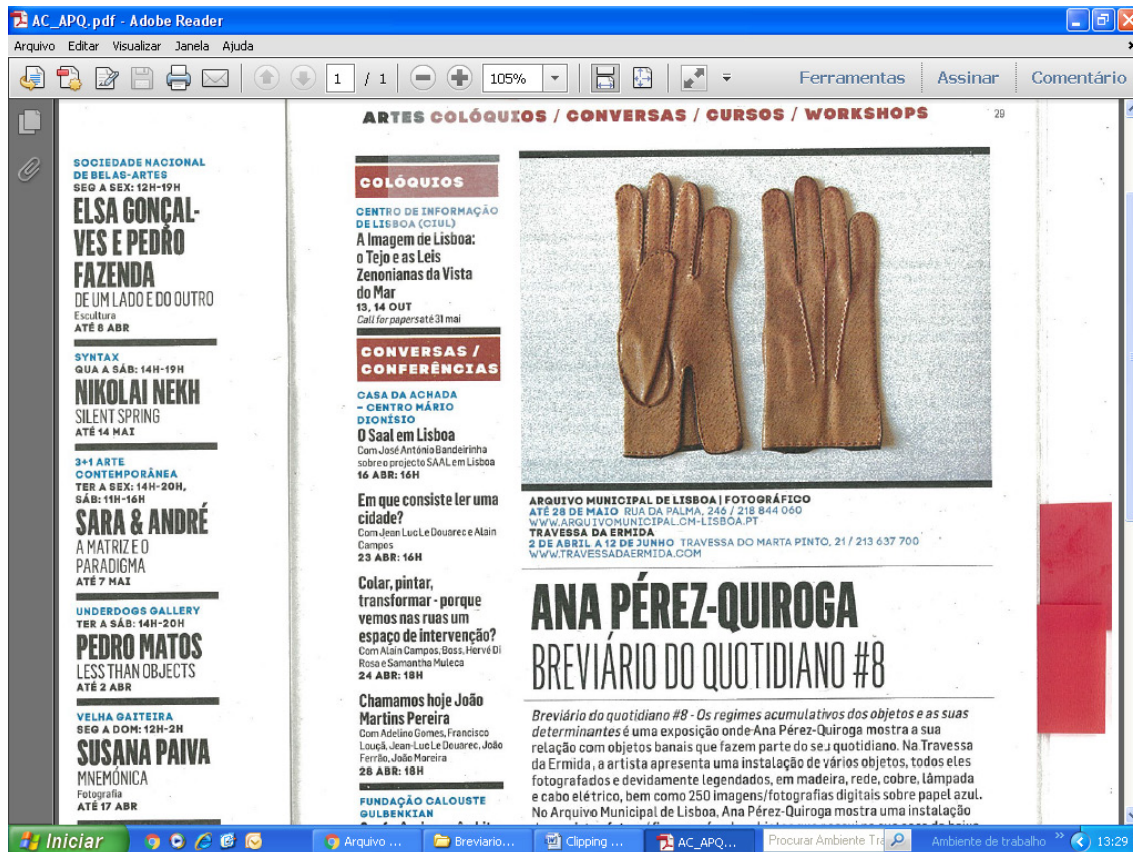 AC_APQ.pdf - Adobe Reader
Arquivo Editar Visualizar Janela Ajuda
1 / 1
105%
Ferramentas Assinar Comentário
ARTES COLÓQUIOS / CONVERSAS / CURSOS / WORKSHOPS
29
SOCIEDADE NACIONAL
DE BELAS-ARTES
SEG A SEX: 12H-19H
ELSA GONÇAL-
VES E PEDRO
FAZENDA
DE UM LADO E DO OUTRO
Escultura
ATÉ 8 ABR
SYNTAX
QUA A SÁB: 14H-19H
NIKOLAI NEKH
SILENT SPRING
ATÉ 14 MAI
3+1 ARTE
CONTEMPORÂNEA
TER A SEX: 14H-20H,
SÁB: 11H-16H
SARA & ANDRÉ
A MATRIZ E O
PARADIGMA
ATÉ 7 MAI
UNDERDOGS GALLERY
TER A SÁB: 14H-20H
PEDRO MATOS
LESS THAN OBJECTS
ATÉ 2 ABR
VELHA GAITEIRA
SEG A DOM: 12H-2H
SUSANA PAIVA
MNEMÓNICA
Fotografia
ATÉ 17 ABR
COLÓQUIOS
CENTRO DE INFORMAÇÃO
DE LISBOA (CIUL)
A Imagem de Lisboa:
o Tejo e as Leis
Zenonianas da Vista
do Mar
13, 14 OUT
Call for papers até 31 mai
CONVERSAS /
CONFERÊNCIAS
CASA DA ACHADA
– CENTRO MÁRIO
DIONÍSIO
O Saal em Lisboa
Com José António Bandeirinha
sobre o projecto SAAL em Lisboa
16 ABR: 16H
Em que consiste ler uma
cidade?
Com Jean Luc Le Douarec e Alain
Campos
23 ABR: 16H
Colar, pintar,
transformar - porque
vemos nas ruas um
espaço de intervenção?
Com Alain Campos, Boss, Hervé Di
Rosa e Samantha Muleca
24 ABR: 18H
Chamamos hoje João
Martins Pereira
Com Adelino Gomes, Francisco
Louçã, Jean-Luc Le Douarec, João
Ferrão, João Moreira
28 ABR: 18H
FUNDAÇÃO CALOUSTE
GULBENKIAN
ARQUIVO MUNICIPAL DE LISBOA | FOTOGRÁFICO
ATÉ 28 DE MAIO RUA DA PALMA, 246 / 218 844 060
WWW.ARQUIVOMUNICIPAL.CM-LISBOA.PT
TRAVESSA DA ERMIDA
2 DE ABRIL A 12 DE JUNHO TRAVESSA DO MARTA PINTO, 21 / 213 637 700
WWW.TRAVESSADAERMIDA.COM
ANA PÉREZ-QUIROGA
BREVIÁRIO DO QUOTIDIANO #8
Breviário do quotidiano #8 - Os regimes acumulativos dos objetos e as suas
determinantes é uma exposição onde Ana Pérez-Quiroga mostra a sua
relação com objetos banais que fazem parte do seu quotidiano. Na Travessa
da Ermida, a artista apresenta uma instalação de vários objetos, todos eles
fotografados e devidamente legendados, em madeira, rede, cobre, lâmpada
e cabo elétrico, bem como 250 imagens/fotografias digitais sobre papel azul.
No Arquivo Municipal de Lisboa, Ana Pérez-Quiroga mostra uma instalação
Iniciar
Arquivo ...
Breviario...
Clipping ...
AC_APQ...
Procurar Ambiente Tra
Ambiente de trabalho
13:29